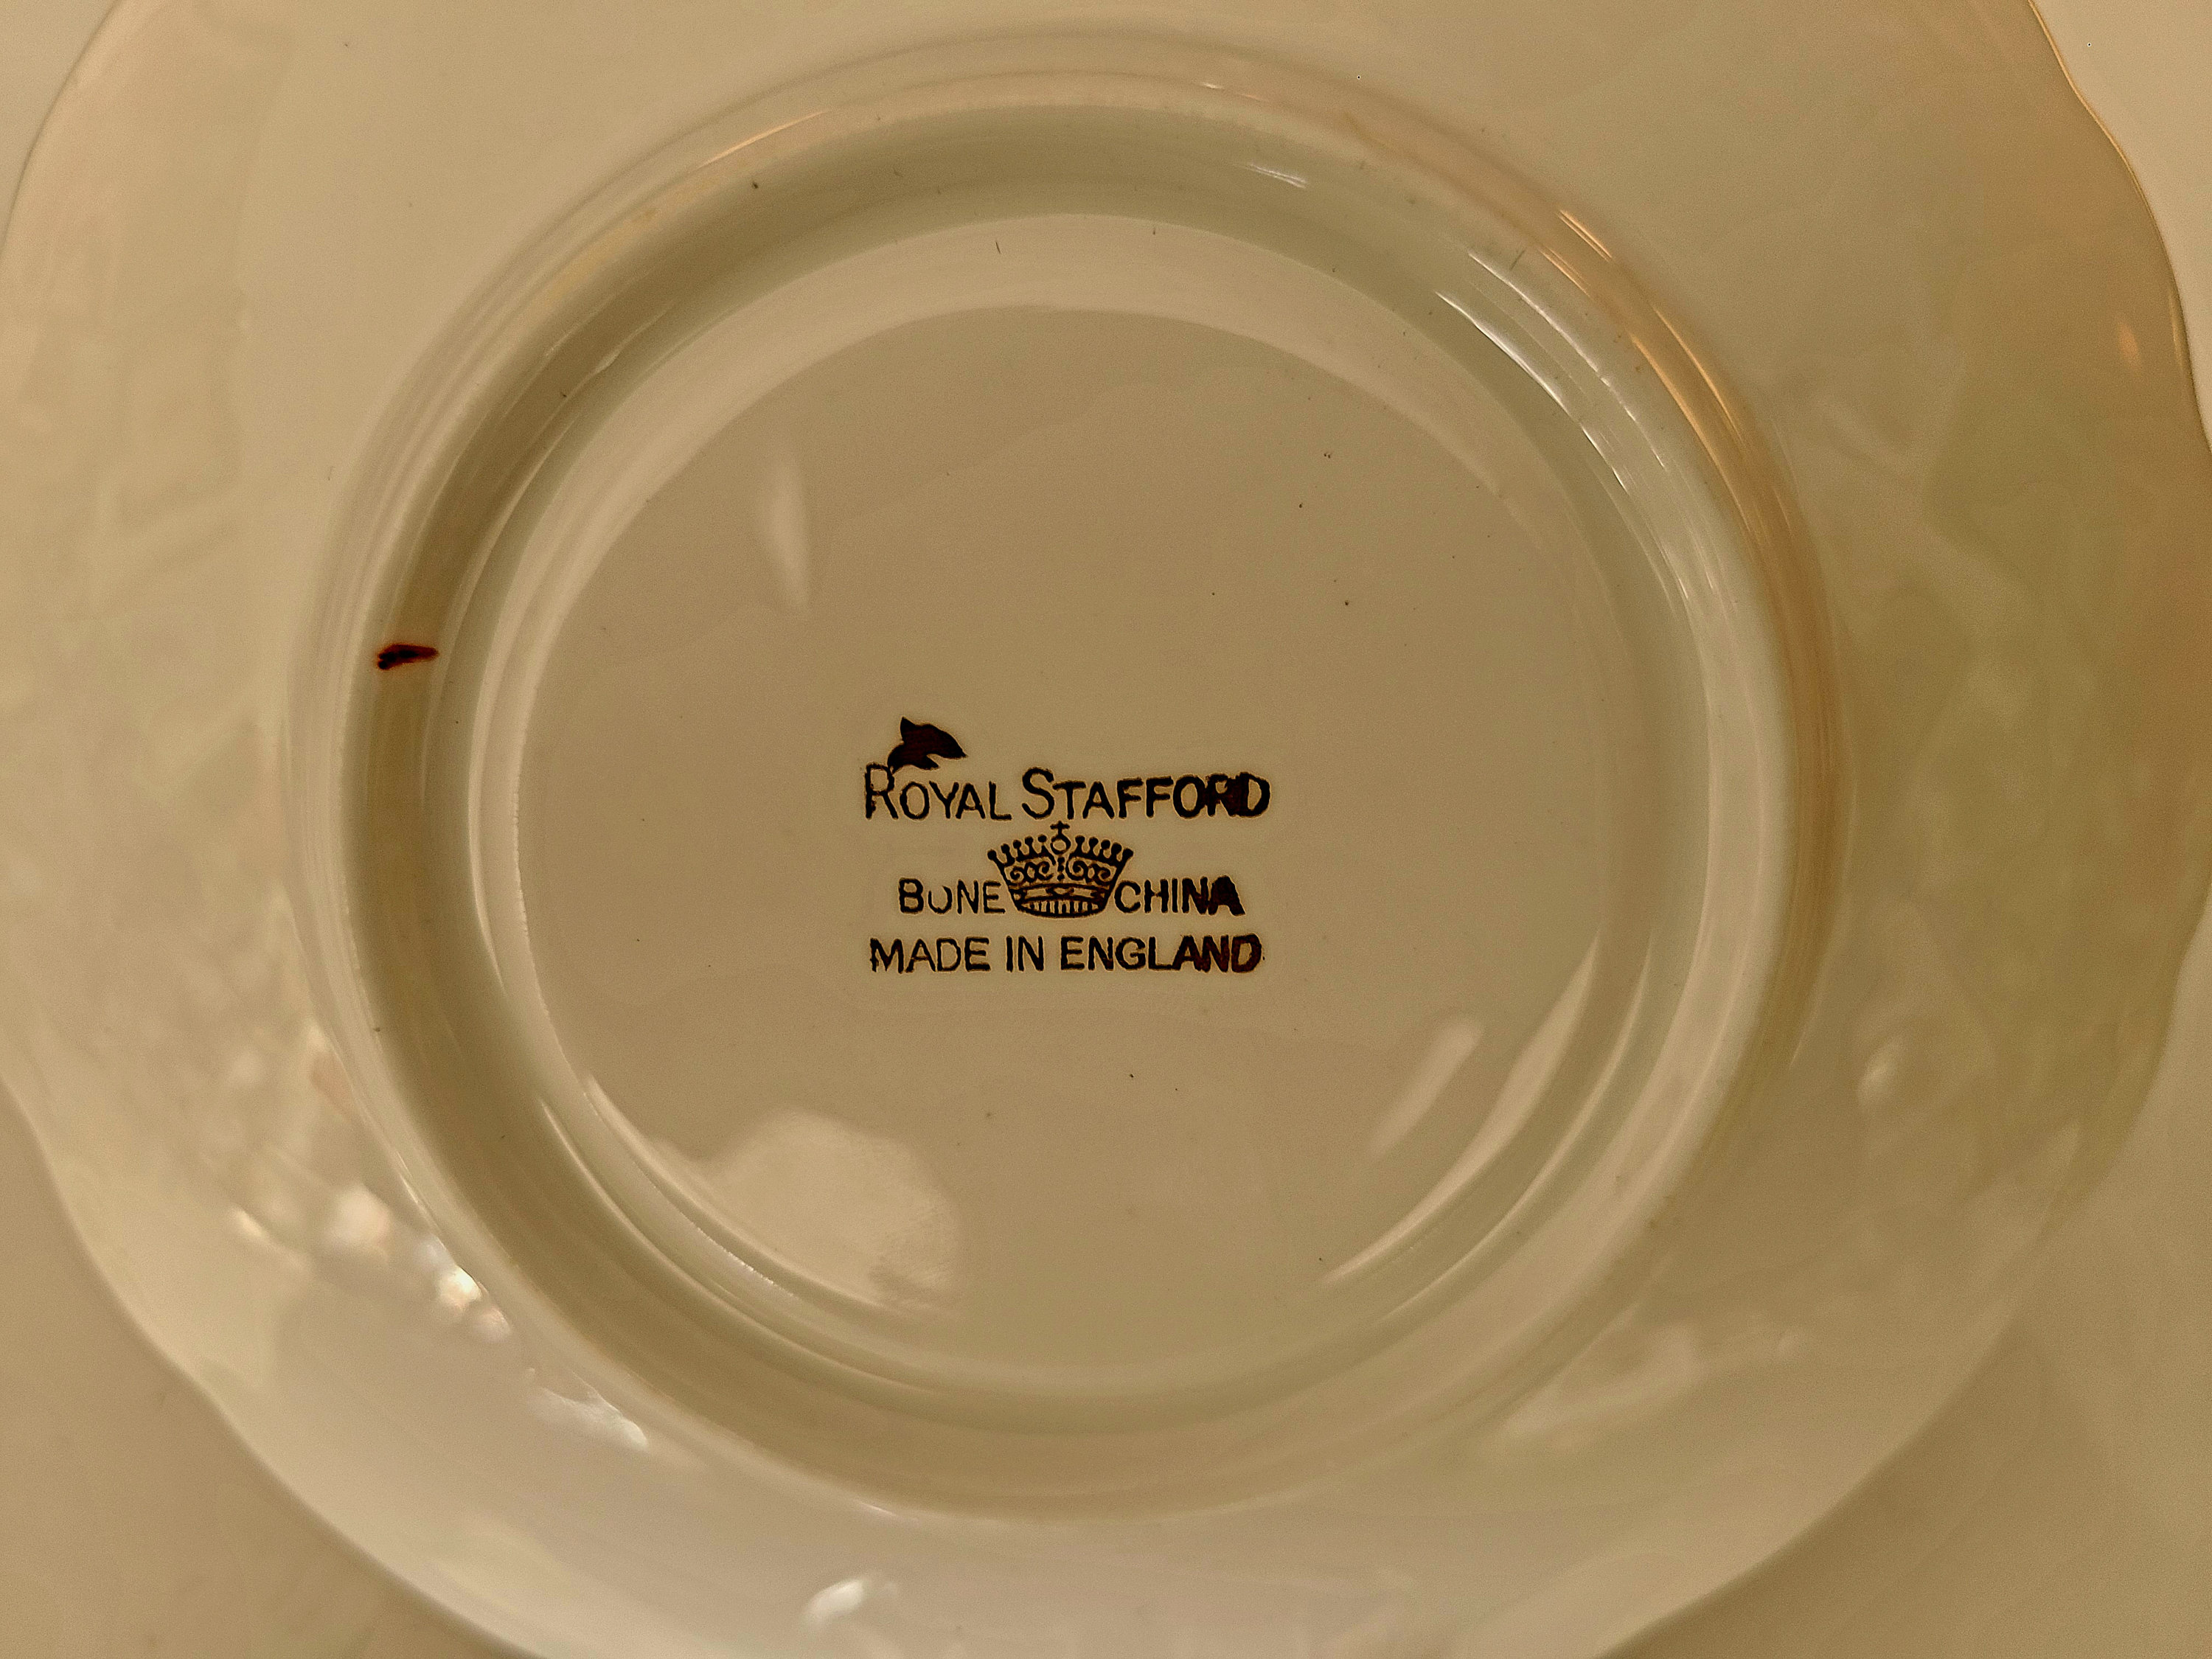 ROYAL STAFFORD
BONE CHINA
MADE IN ENGLAND